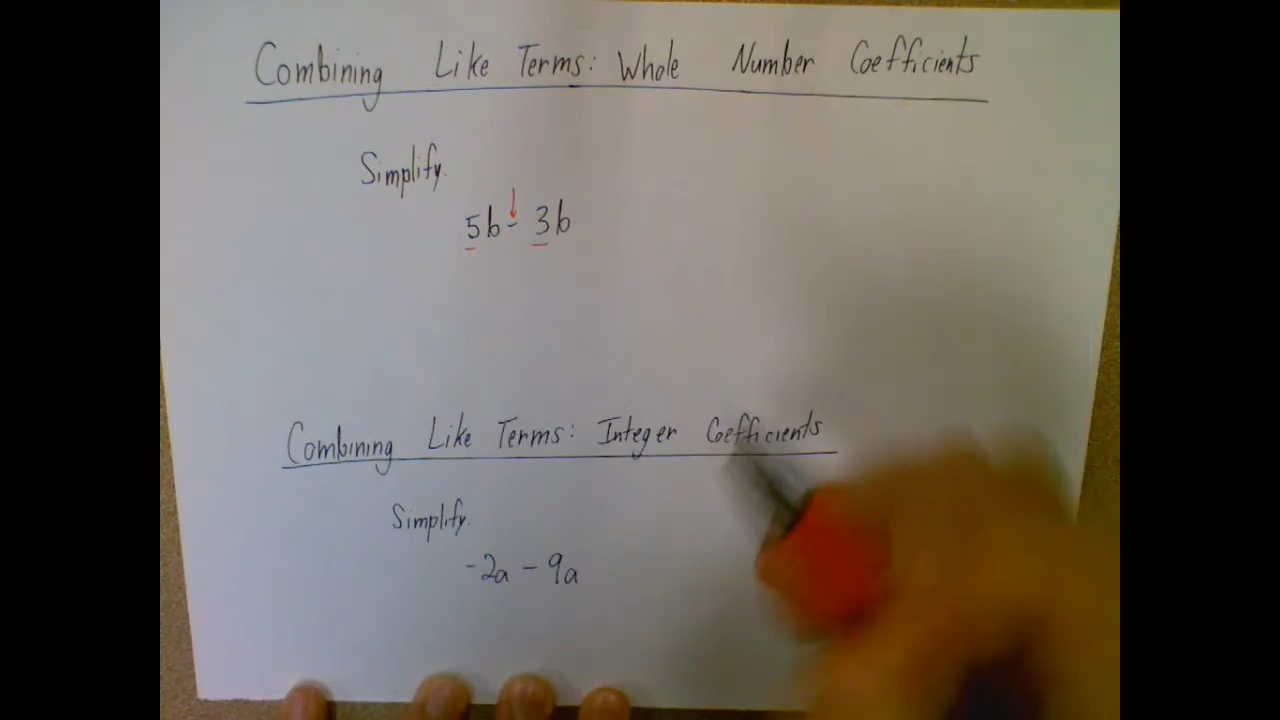 Combining Like Terms: Whole Number Coefficients
Simplify.
5b - 3b
Combining Like Terms: Integer Coefficients
Simplify.
-2a - 9a